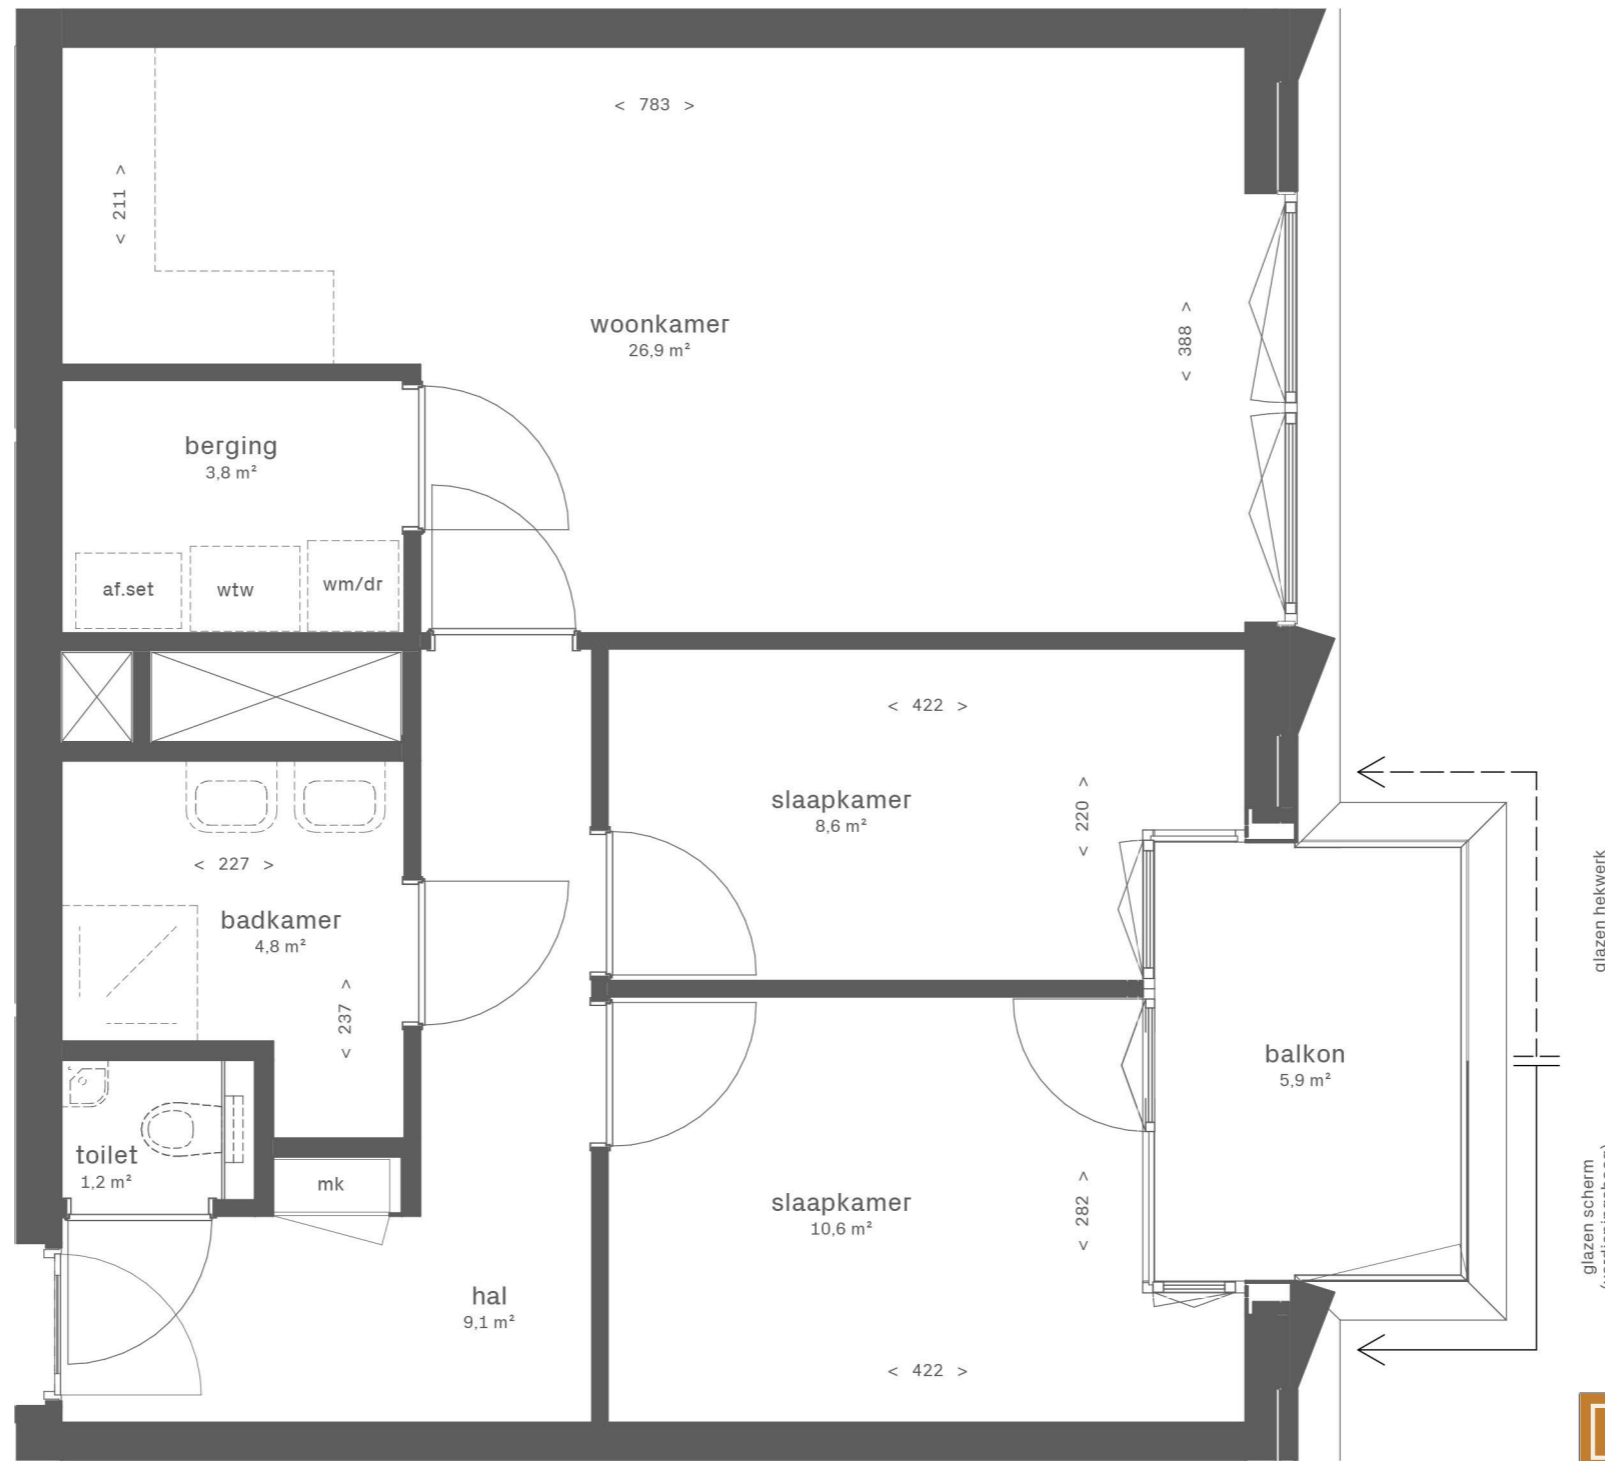 < 783 >
< 211 >
woonkamer
26,9 m²
< 388 >
berging
3,8 m²
af.set
wtw
wm/dr
< 422 >
slaapkamer
8,6 m²
< 220 >
< 227 >
badkamer
4,8 m²
< 237 >
glazen hekwerk
balkon
5,9 m²
toilet
1,2 m²
mk
slaapkamer
10,6 m²
< 282 >
glazen scherm
hal
9,1 m²
< 422 >